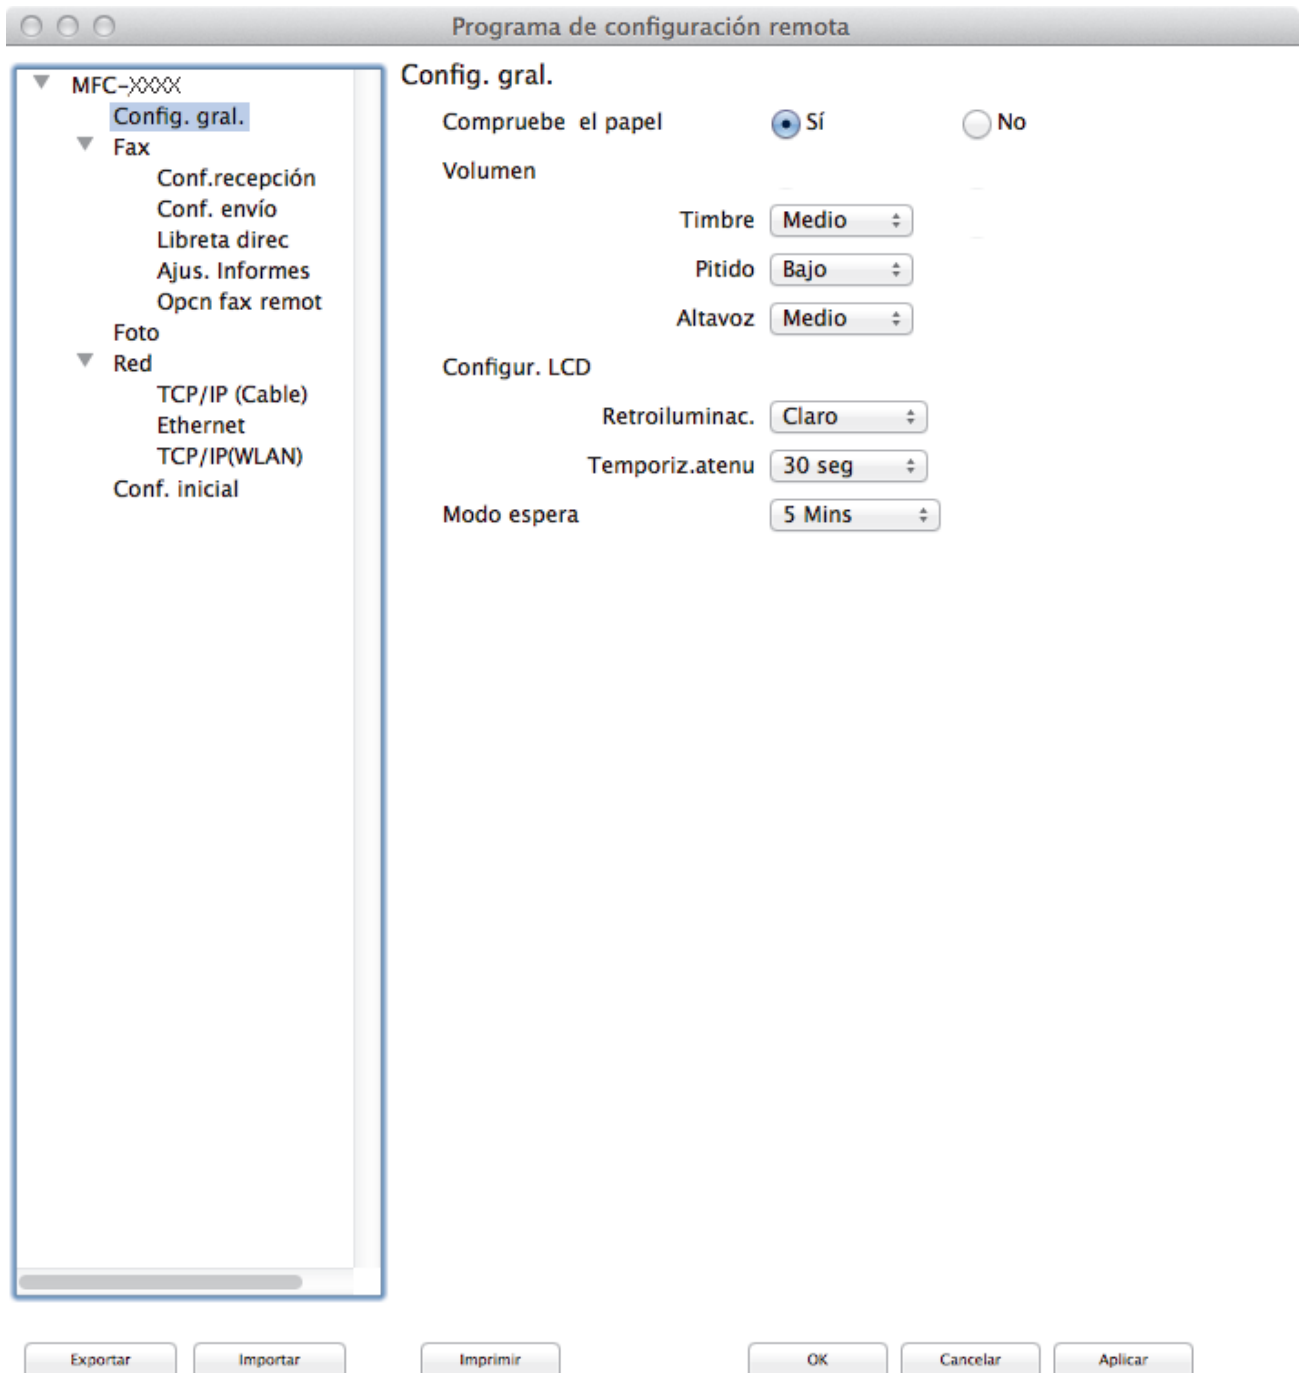 Programa de configuración remota
MFC-XXXX
Config. gral.
Fax
Conf.recepción
Conf. envío
Libreta direc
Ajus. Informes
Opcn fax remot
Foto
Red
TCP/IP (Cable)
Ethernet
TCP/IP(WLAN)
Conf. inicial
Config. gral.
Compruebe el papel Sí No
Volumen
Timbre Medio
Pitido Bajo
Altavoz Medio
Configur. LCD
Retroiluminac. Claro
Temporiz.atenu 30 seg
Modo espera 5 Mins
Exportar Importar Imprimir OK Cancelar Aplicar